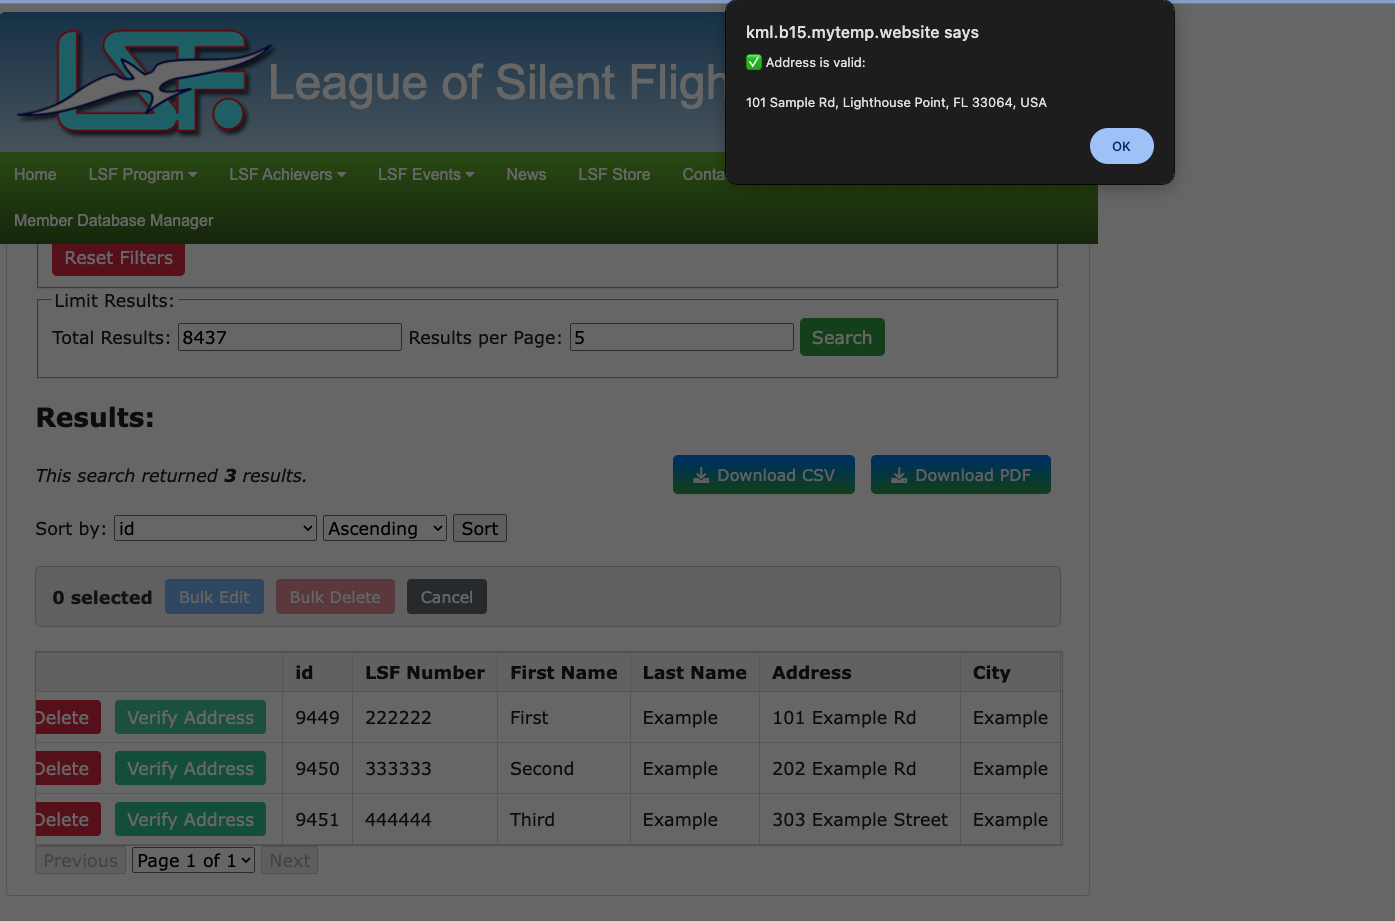 kml.b15.mytemp.website says
✅ Address is valid:
101 Sample Rd, Lighthouse Point, FL 33064, USA
OK
LSF
League of Silent Fligh
Home LSF Program LSF Achievers LSF Events News LSF Store Conta
Member Database Manager
Reset Filters
Limit Results:
Total Results: 8437 Results per Page: 5 Search
Results:
This search returned 3 results.
Download CSV Download PDF
Sort by: id Ascending Sort
0 selected Bulk Edit Bulk Delete Cancel
id LSF Number First Name Last Name Address City
Delete Verify Address 9449 222222 First Example 101 Example Rd Example
Delete Verify Address 9450 333333 Second Example 202 Example Rd Example
Delete Verify Address 9451 444444 Third Example 303 Example Street Example
Previous Page 1 of 1 Next